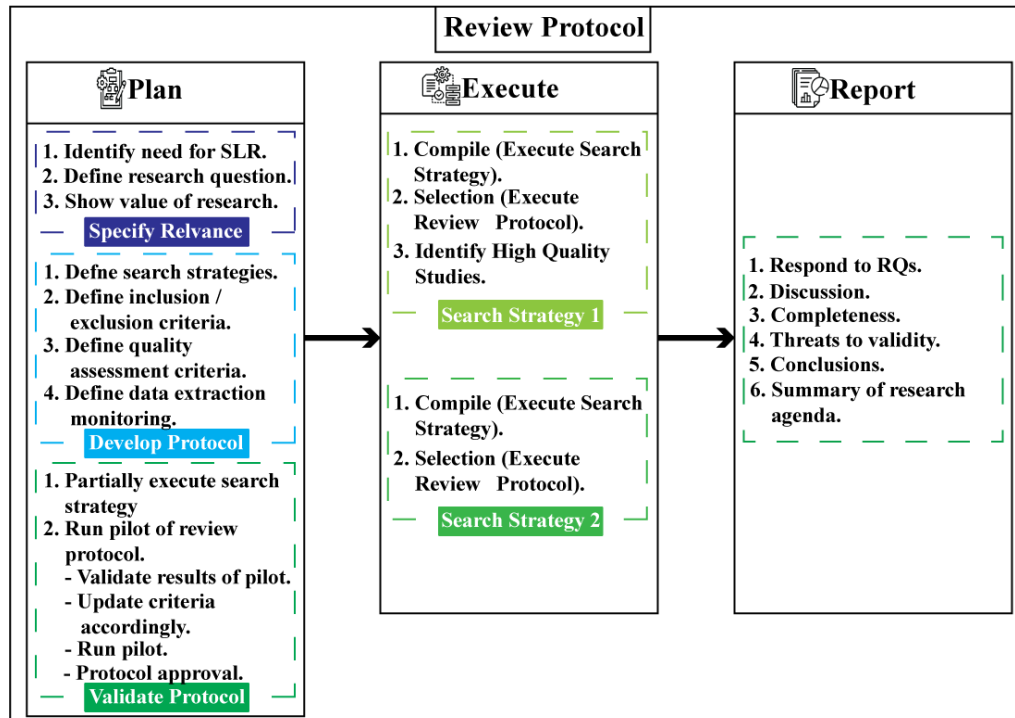 Review Protocol
Plan
1. Identify need for SLR.
2. Define research question.
3. Show value of research.
Specify Relvance
1. Defne search strategies.
2. Define inclusion /
exclusion criteria.
3. Define quality
assessment criteria.
4. Define data extraction
monitoring.
Develop Protocol
1. Partially execute search
strategy
2. Run pilot of review
protocol.
- Validate results of pilot.
- Update criteria
accordingly.
- Run pilot.
- Protocol approval.
Validate Protocol
Execute
1. Compile (Execute Search
Strategy).
2. Selection (Execute
Review Protocol).
3. Identify High Quality
Studies.
Search Strategy 1
1. Compile (Execute Search
Strategy).
2. Selection (Execute
Review Protocol).
Search Strategy 2
Report
1. Respond to RQs.
2. Discussion.
3. Completeness.
4. Threats to validity.
5. Conclusions.
6. Summary of research
agenda.